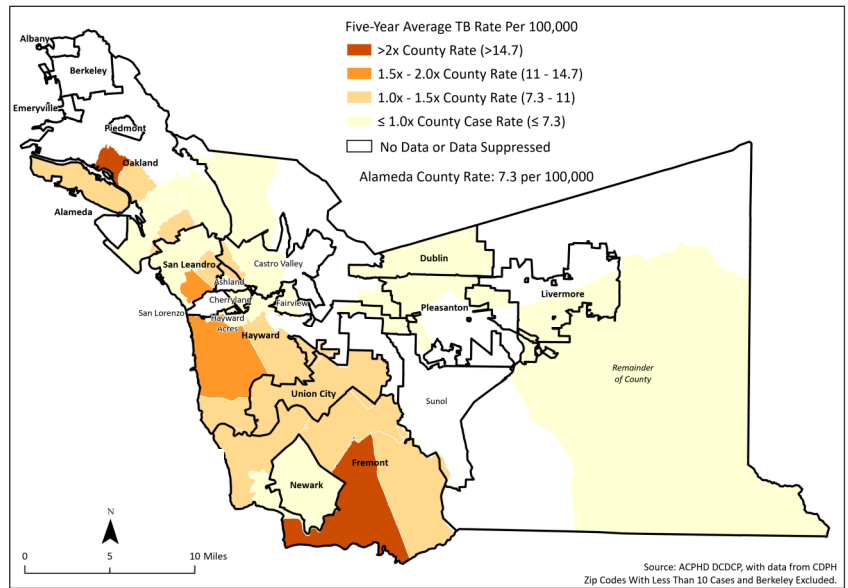 Five-Year Average TB Rate Per 100,000
>2x County Rate (>14.7)
1.5x - 2.0x County Rate (11 - 14.7)
1.0x - 1.5x County Rate (7.3 - 11)
≤ 1.0x County Case Rate (≤ 7.3)
No Data or Data Suppressed
Alameda County Rate: 7.3 per 100,000
Albany
Berkeley
Emeryville
Piedmont
Oakland
Alameda
San Leandro
Castro Valley
Ashland
Cherryland
Fairview
San Lorenzo
Hayward
Acres
Hayward
Dublin
Pleasanton
Livermore
Remainder
of County
Union City
Sunol
Fremont
Newark
N
0 5 10 Miles
Source: ACPHD DCDCP, with data from CDPH
Zip Codes With Less Than 10 Cases and Berkeley Excluded.